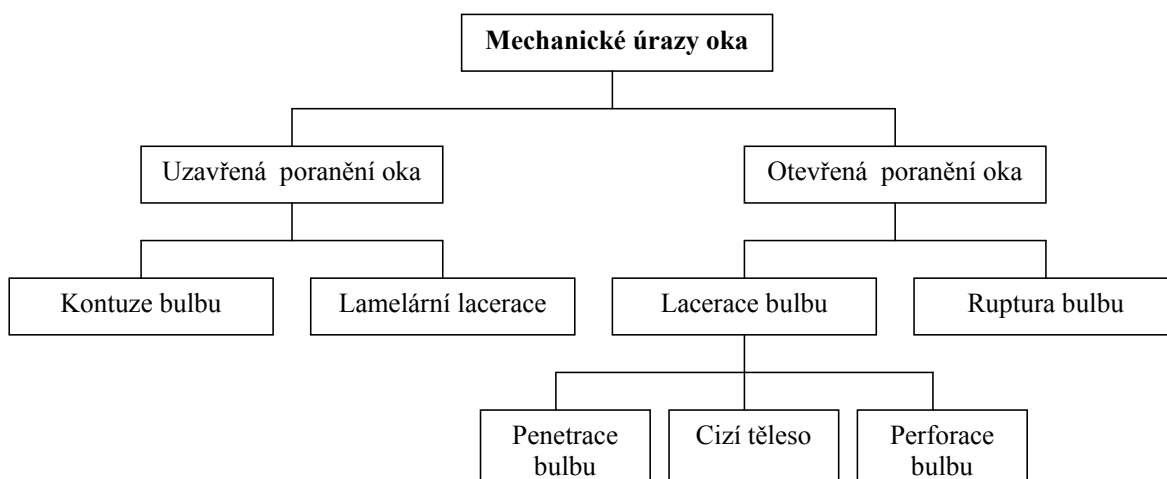 Mechanické úrazy oka
Uzavřená poranění oka
Otevřená poranění oka
Kontuze bulbu
Lamelární lacerace
Lacerace bulbu
Ruptura bulbu
Penetrace
bulbu
Cizí těleso
Perforace
bulbu